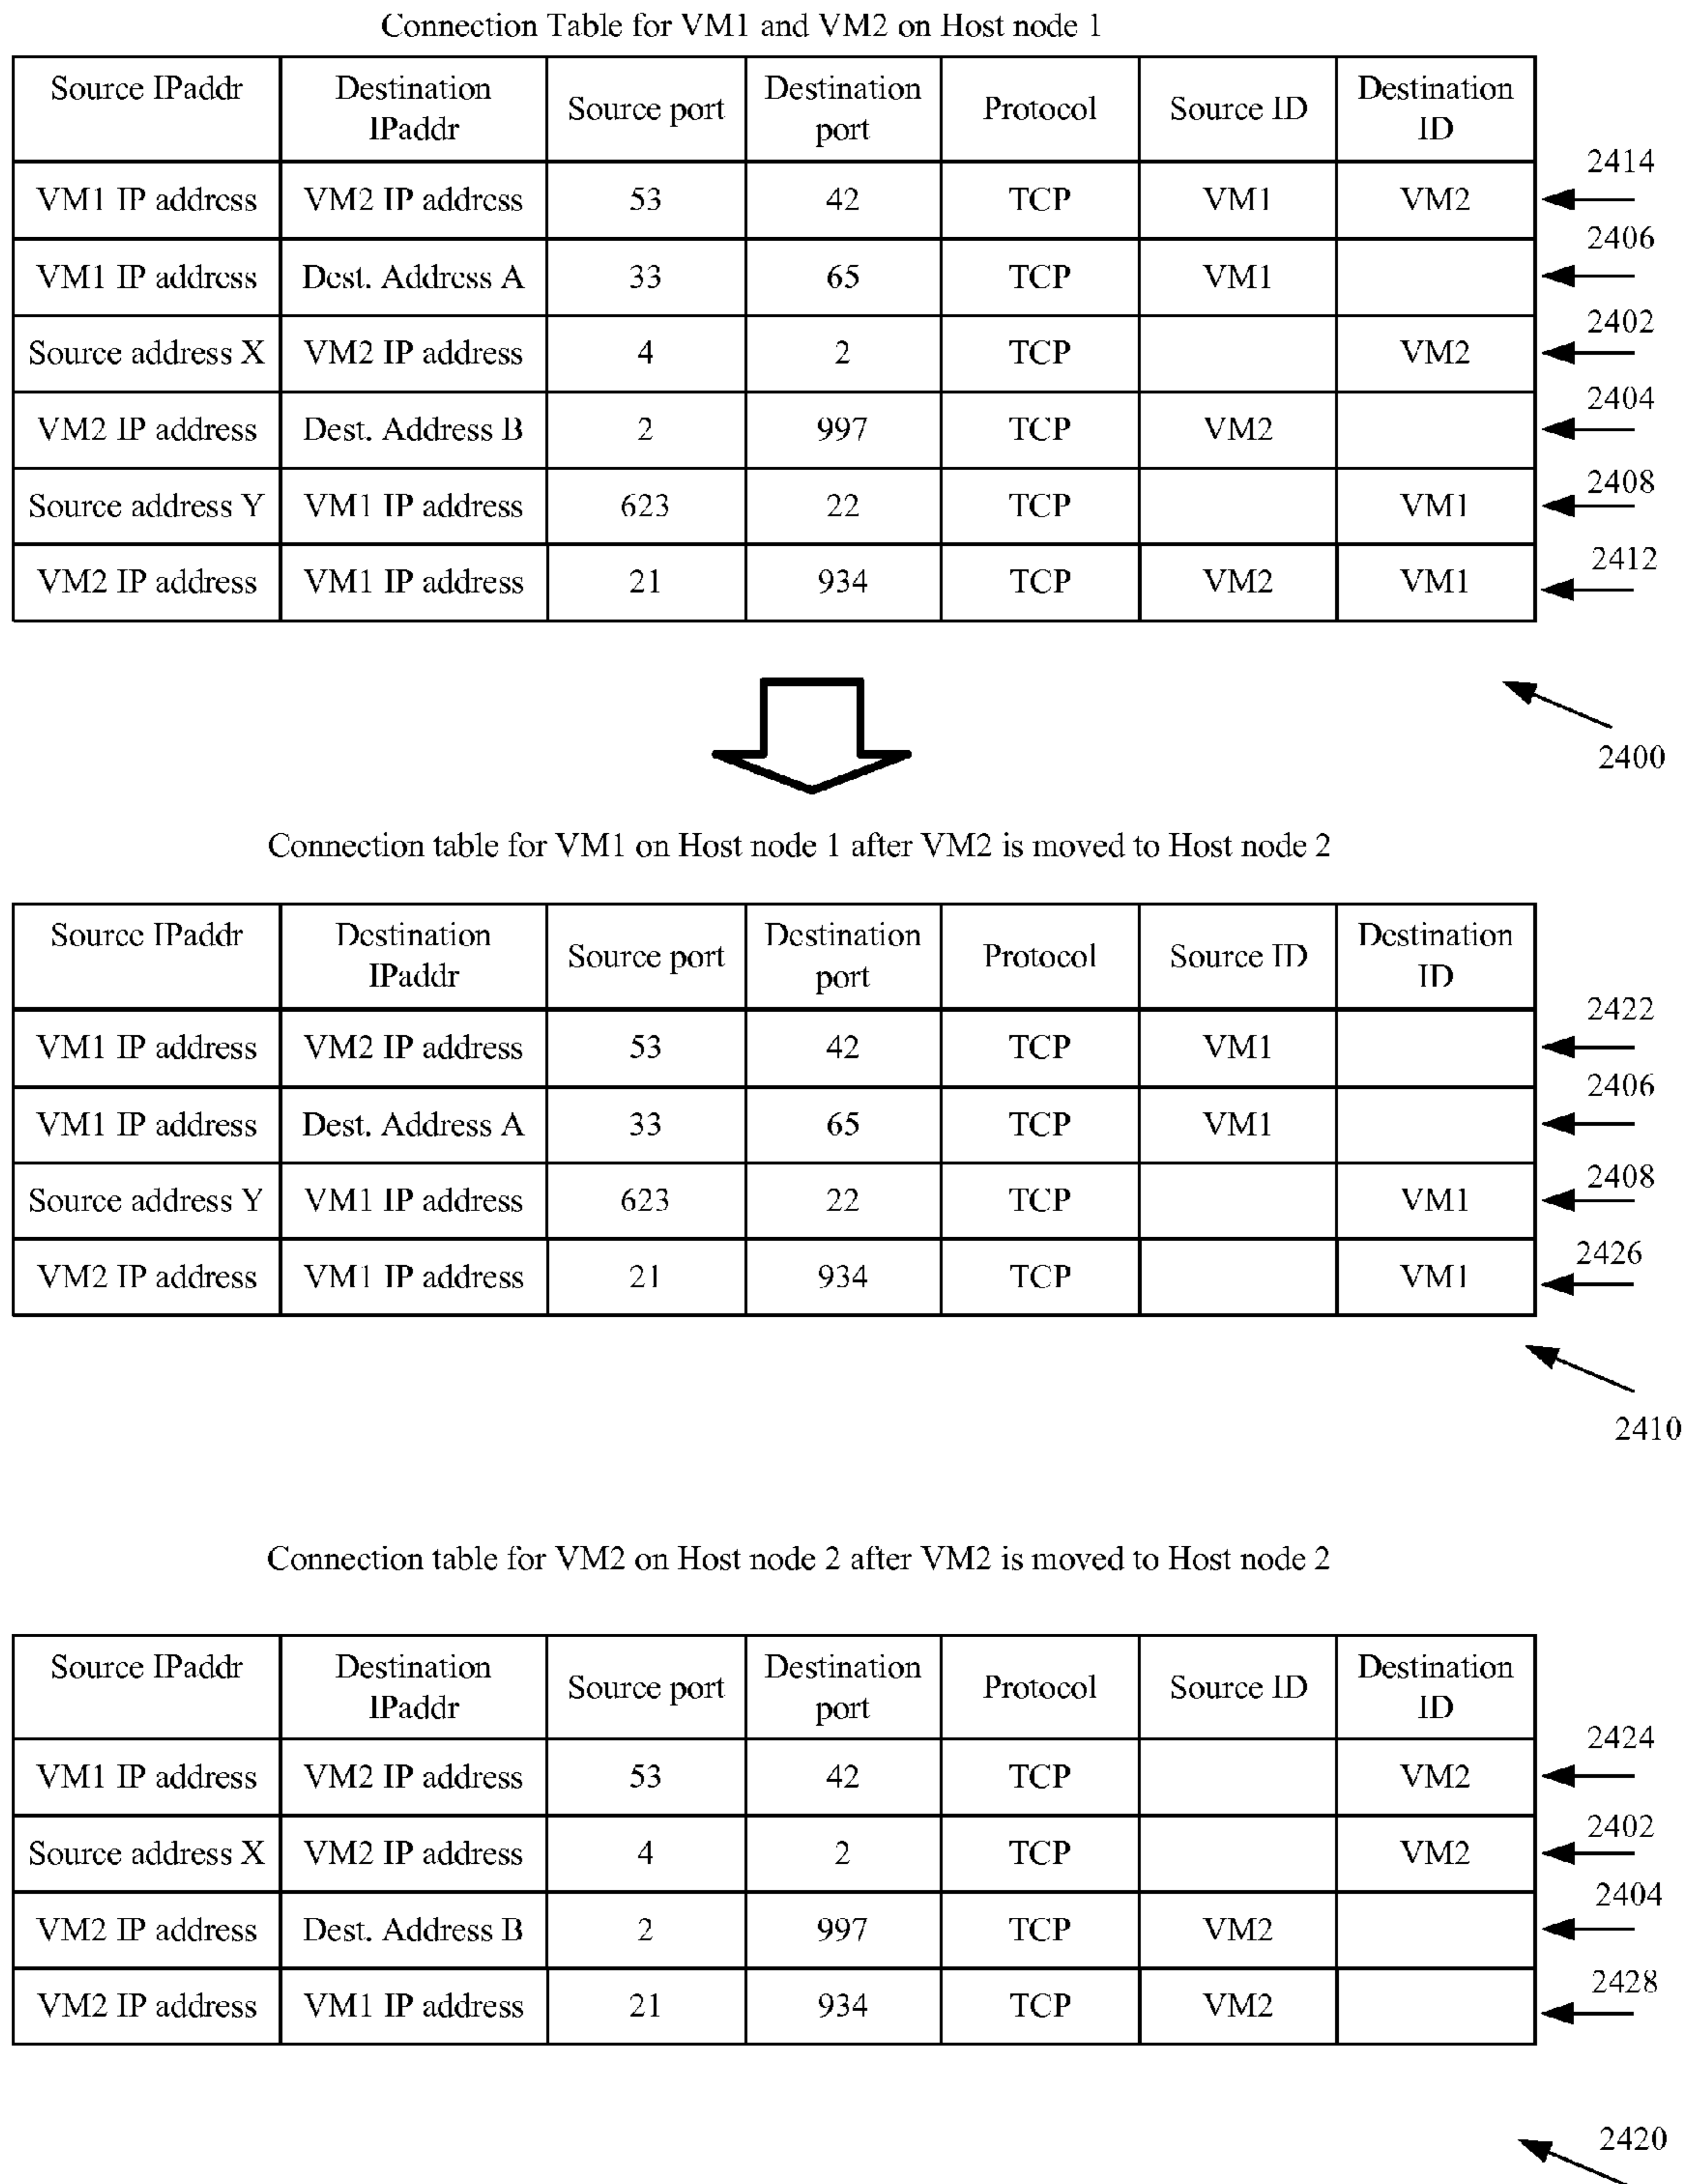 Connection Table for VM1 and VM2 on Host node 1
Source IPaddr Destination IPaddr Source port Destination port Protocol Source ID Destination ID
2414
VM1 IP address VM2 IP address 53 42 TCP VM1 VM2
2406
VM1 IP address Dest. Address A 33 65 TCP VM1
2402
Source address X VM2 IP address 4 2 TCP VM2
2404
VM2 IP address Dest. Address B 2 997 TCP VM2
2408
Source address Y VM1 IP address 623 22 TCP VM1
2412
VM2 IP address VM1 IP address 21 934 TCP VM2 VM1
2400
Connection table for VM1 on Host node 1 after VM2 is moved to Host node 2
Source IPaddr Destination IPaddr Source port Destination port Protocol Source ID Destination ID
2422
VM1 IP address VM2 IP address 53 42 TCP VM1
2406
VM1 IP address Dest. Address A 33 65 TCP VM1
2408
Source address Y VM1 IP address 623 22 TCP VM1
2426
VM2 IP address VM1 IP address 21 934 TCP VM1
2410
Connection table for VM2 on Host node 2 after VM2 is moved to Host node 2
Source IPaddr Destination IPaddr Source port Destination port Protocol Source ID Destination ID
2424
VM1 IP address VM2 IP address 53 42 TCP VM2
2402
Source address X VM2 IP address 4 2 TCP VM2
2404
VM2 IP address Dest. Address B 2 997 TCP VM2
2428
VM2 IP address VM1 IP address 21 934 TCP VM2
2420